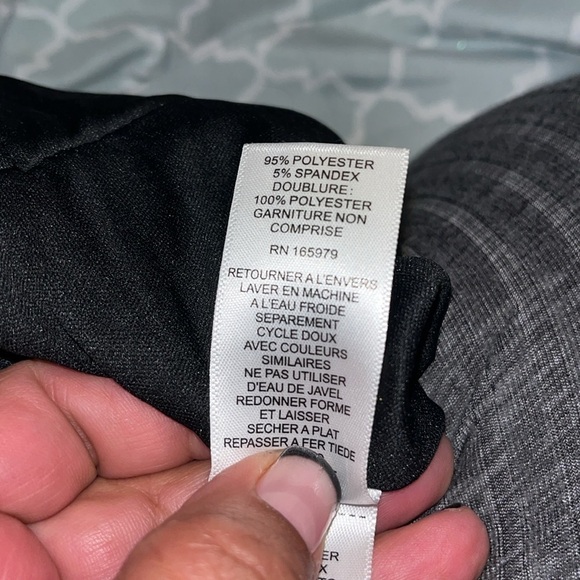 95% POLYESTER
5% SPANDEX
DOUBLURE:
100% POLYESTER
GARNITURE NON
COMPRISE
RN 165979
RETOURNER A L'ENVERS
LAVER EN MACHINE
A L'EAU FROIDE
SEPAREMENT
CYCLE DOUX
AVEC COULEURS
SIMILAIRES
NE PAS UTILISER
D'EAU DE JAVEL
REDONNER FORME
ET LAISSER
SECHER A PLAT
REPASSER A FER TIEDE